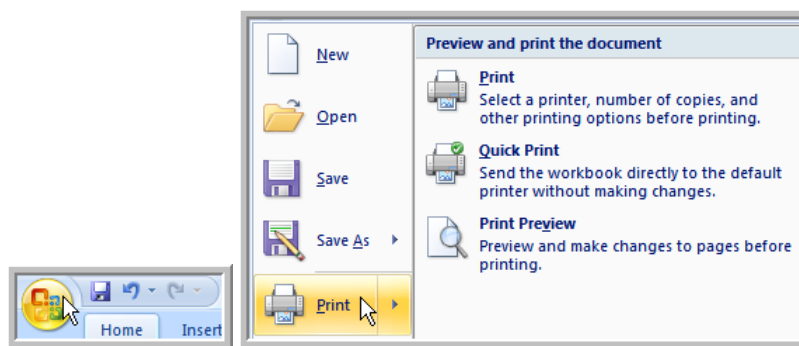 Home Insert
New
Open
Save
Save As
Print
Preview and print the document
Print
Select a printer, number of copies, and
other printing options before printing.
Quick Print
Send the workbook directly to the default
printer without making changes.
Print Preview
Preview and make changes to pages before
printing.